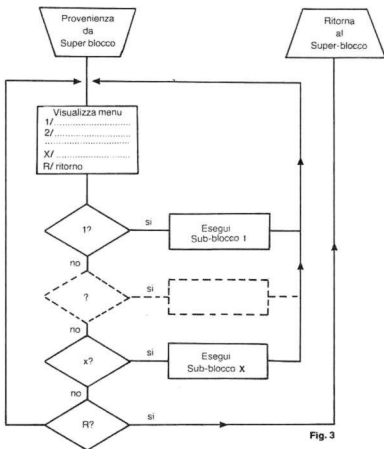 Provenienza
da
Super blocco
Ritorna
al
Super-blocco
Visualizza menu
1/ ........................
2/ ........................
........................
X/ ........................
R/ ritorno
1?
si
Esegui
Sub-blocco 1
no
?
si
no
x?
si
Esegui
Sub-blocco X
no
R?
si
Fig. 3